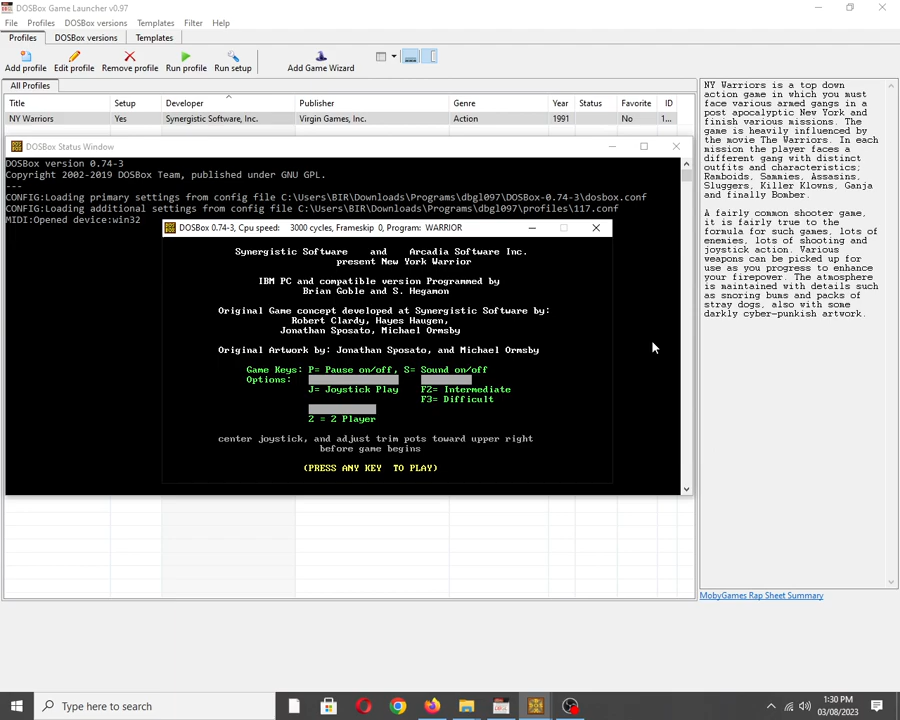 DOSBox Game Launcher v0.97
File Profiles DOSBox versions Templates Filter Help
Profiles DOSBox versions Templates
Add profile Edit profile Remove profile Run profile Run setup Add Game Wizard
All Profiles
Title Setup Developer Publisher Genre Year Status Favorite ID
NY Warriors Yes Synergistic Software, Inc. Virgin Games, Inc. Action 1991 No 1...
DOSBox Status Window
DOSBox version 0.74-3
Copyright 2002-2019 DOSBox Team, published under GNU GPL.
---
CONFIG:Loading primary settings from config file C:\Users\BIR\Downloads\Programs\dbgl097\DOSBox-0.74-3\dosbox.conf
CONFIG:Loading additional settings from config file C:\Users\BIR\Downloads\Programs\dbgl097\profiles\117.conf
MIDI:Opened device:win32
DOSBox 0.74-3, Cpu speed: 3000 cycles, Frameskip 0, Program: WARRIOR
Synergistic Software and Arcadia Software Inc.
present New York Warrior
IBM PC and compatible version Programmed by
Brian Goble and S. Hegamon
Original Game concept developed at Synergistic Software by:
Robert Clardy, Hayes Haugen,
Jonathan Sposato, Michael Ormsby
Original Artwork by: Jonathan Sposato, and Michael Ormsby
Game Keys: P= Pause on/off, S= Sound on/off
Options:
J= Joystick Play F2= Intermediate
F3= Difficult
2 = 2 Player
center joystick, and adjust trim pots toward upper right
before game begins
(PRESS ANY KEY TO PLAY)
NY Warriors is a top down
action game in which you must
face various armed gangs in a
post apocalyptic New York and
finish various missions. The
game is heavily influenced by
the movie The Warriors. In each
mission the player faces a
different gang with distinct
outfits and characteristics;
Ramboids, Sammies, Assasins,
Sluggers, Killer Klowns, Ganja
and finally Bomber.
A fairly common shooter game,
it is fairly true to the
formula for such games, lots of
enemies, lots of shooting and
joystick action. Various
weapons can be picked up for
use as you progress to enhance
your firepower. The atmosphere
is maintained with details such
as snoring bums and packs of
stray dogs, also with some
darkly cyber-punkish artwork.
MobyGames Rap Sheet Summary
Type here to search
1:30 PM
03/08/2023